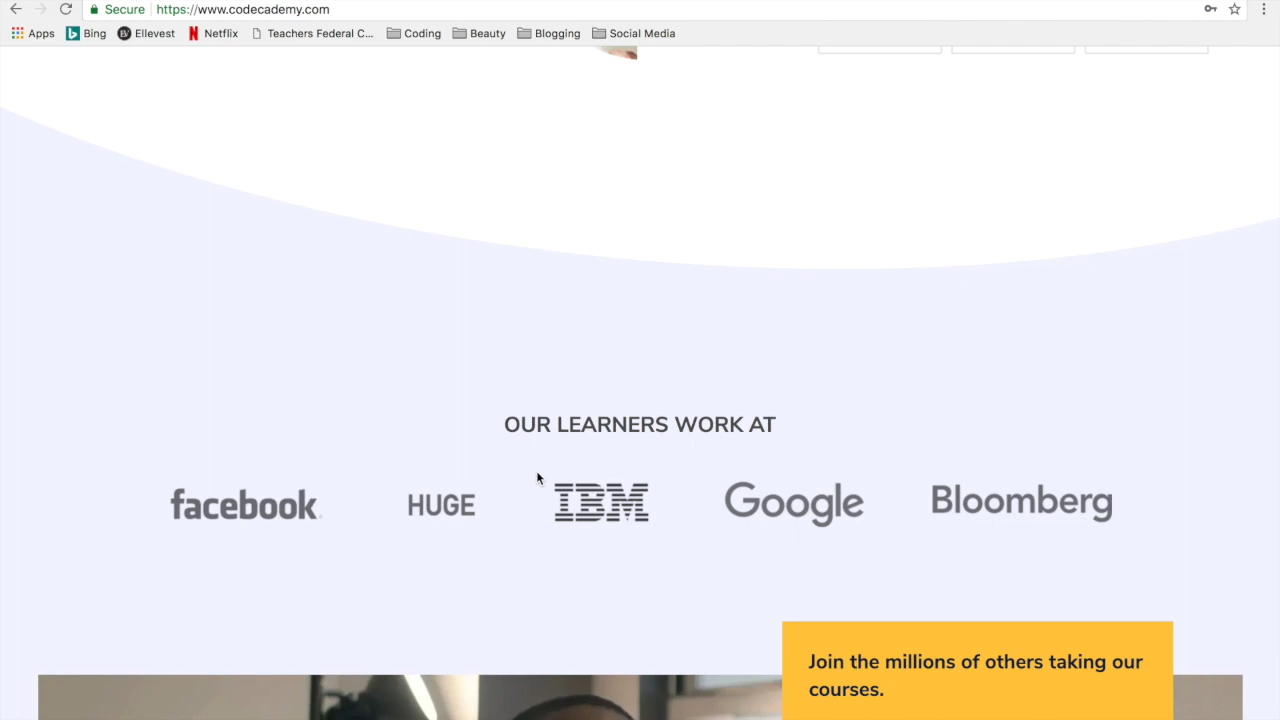 Secure https://www.codecademy.com
Apps Bing Ellevest Netflix Teachers Federal C... Coding Beauty Blogging Social Media
OUR LEARNERS WORK AT
facebook HUGE IBM Google Bloomberg
Join the millions of others taking our
courses.